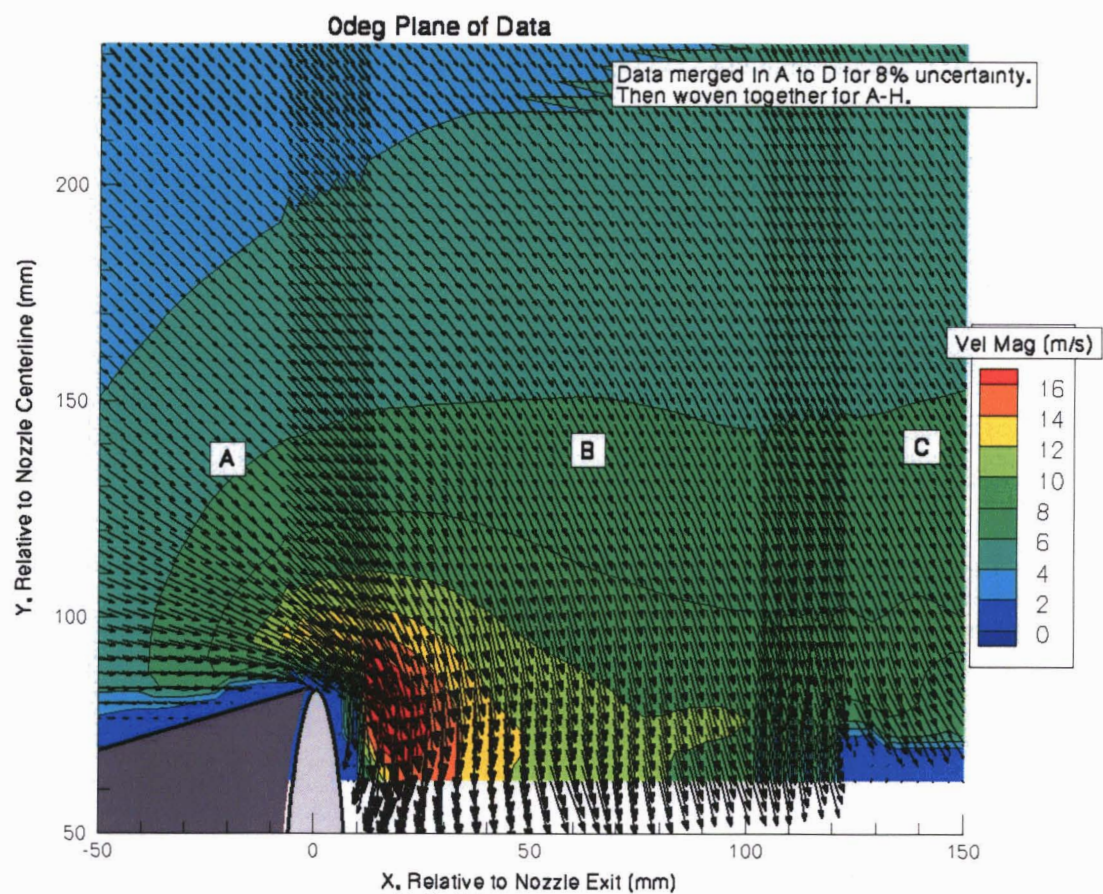 0deg Plane of Data
Data merged in A to D for 8% uncertainty.
Then woven together for A-H.
200
150
100
50
Y, Relative to Nozzle Centerline (mm)
A
B
C
Vel Mag (m/s)
16
14
12
10
8
6
4
2
0
-50
0
50
100
150
X, Relative to Nozzle Exit (mm)